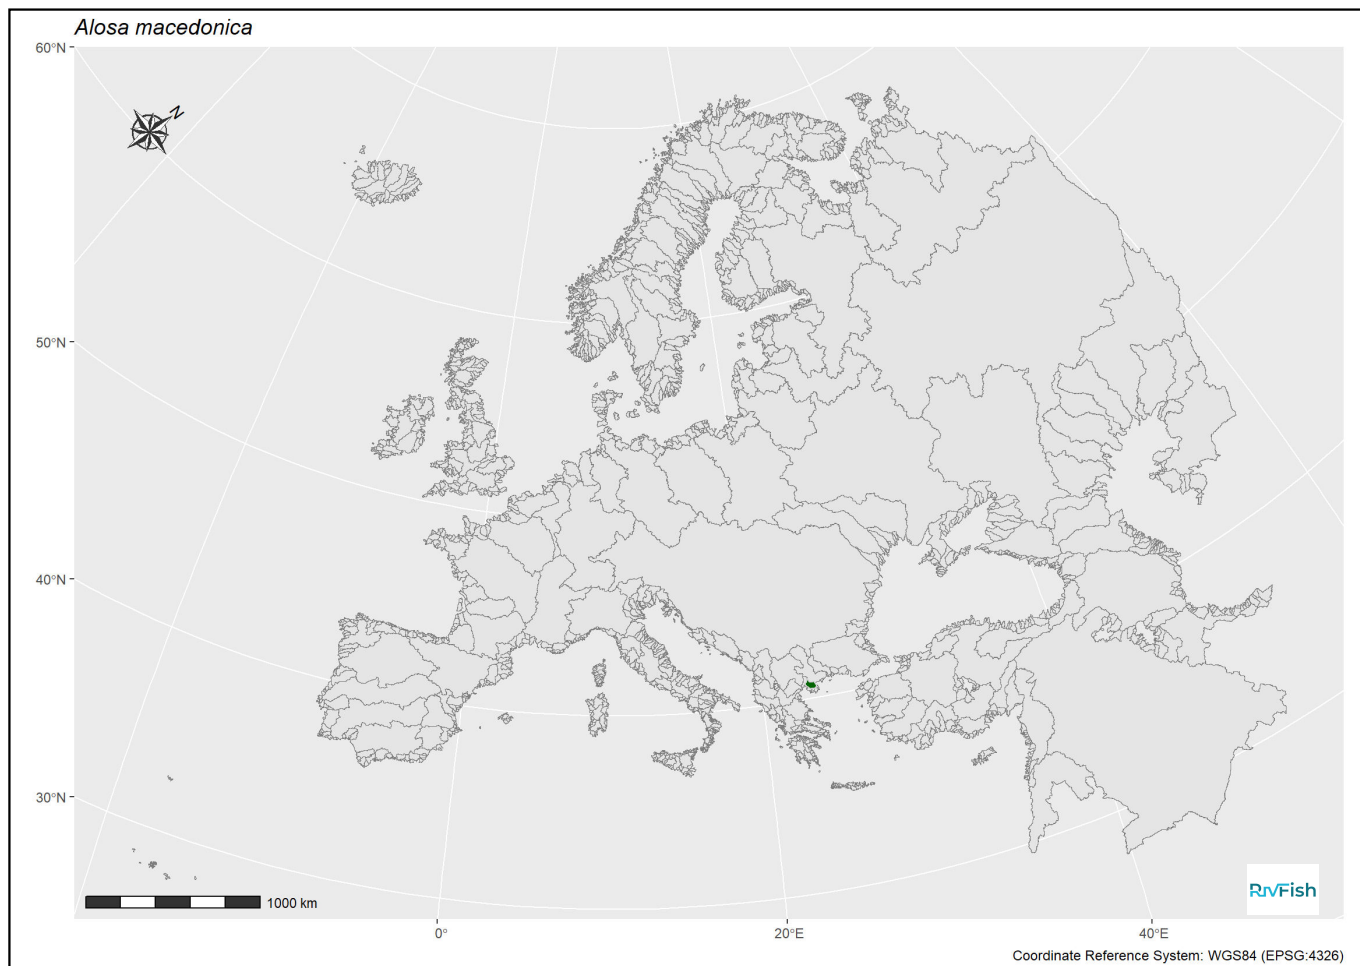 Alosa macedonica
60°N
50°N
40°N
30°N
N
1000 km
RIVFish
0°
20°E
40°E
Coordinate Reference System: WGS84 (EPSG:4326)